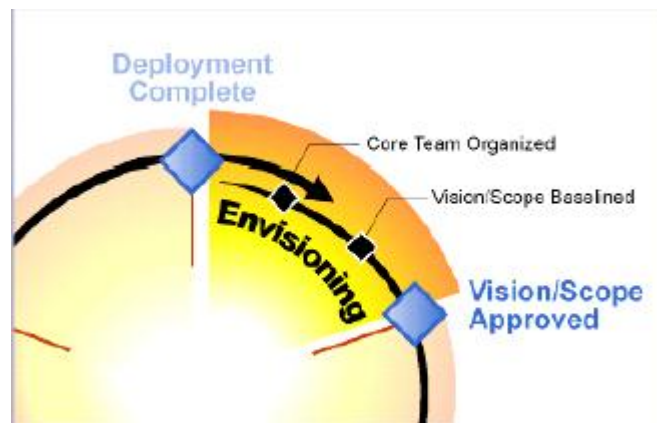 Deployment
Complete
Core Team Organized
Vision/Scope Baselined
Envisioning
Vision/Scope
Approved